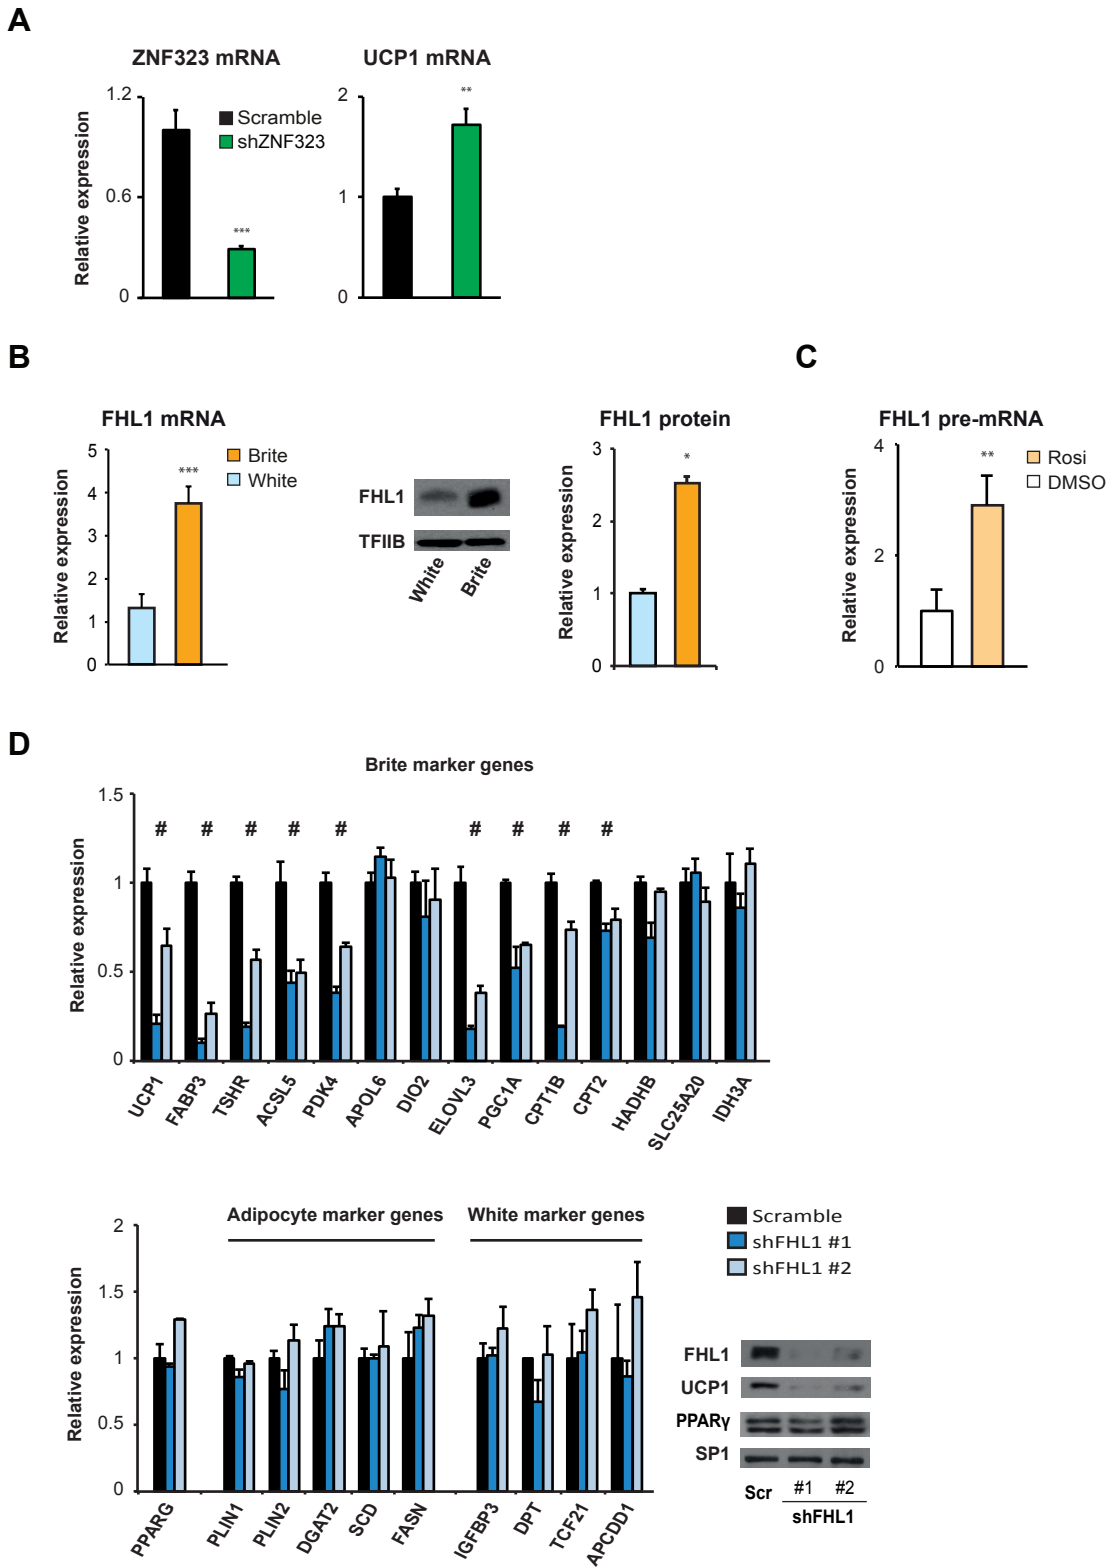 A
ZNF323 mRNA
UCP1 mRNA
Relative expression
1.2
0.6
0
***
Scramble
shZNF323
2
1
0
**
B
C
FHL1 mRNA
Relative expression
5
4
3
2
1
0
***
Brite
White
FHL1
TFIIB
White
Brite
FHL1 protein
Relative expression
3
2
1
0
*
FHL1 pre-mRNA
Relative expression
4
2
0
**
Rosi
DMSO
D
Brite marker genes
Relative expression
1.5
1
0.5
0
# # # # # # # # #
UCP1
FABP3
TSHR
ACSL5
PDK4
APOL6
DIO2
ELOVL3
PGC1A
CPT1B
CPT2
HADHB
SLC25A20
IDH3A
Adipocyte marker genes
White marker genes
Relative expression
2
1.5
1
0.5
0
PPARG
PLIN1
PLIN2
DGAT2
SCD
FASN
IGFBP3
DPT
TCF21
APCDD1
Scramble
shFHL1 #1
shFHL1 #2
FHL1
UCP1
PPARγ
SP1
Scr #1 #2
shFHL1